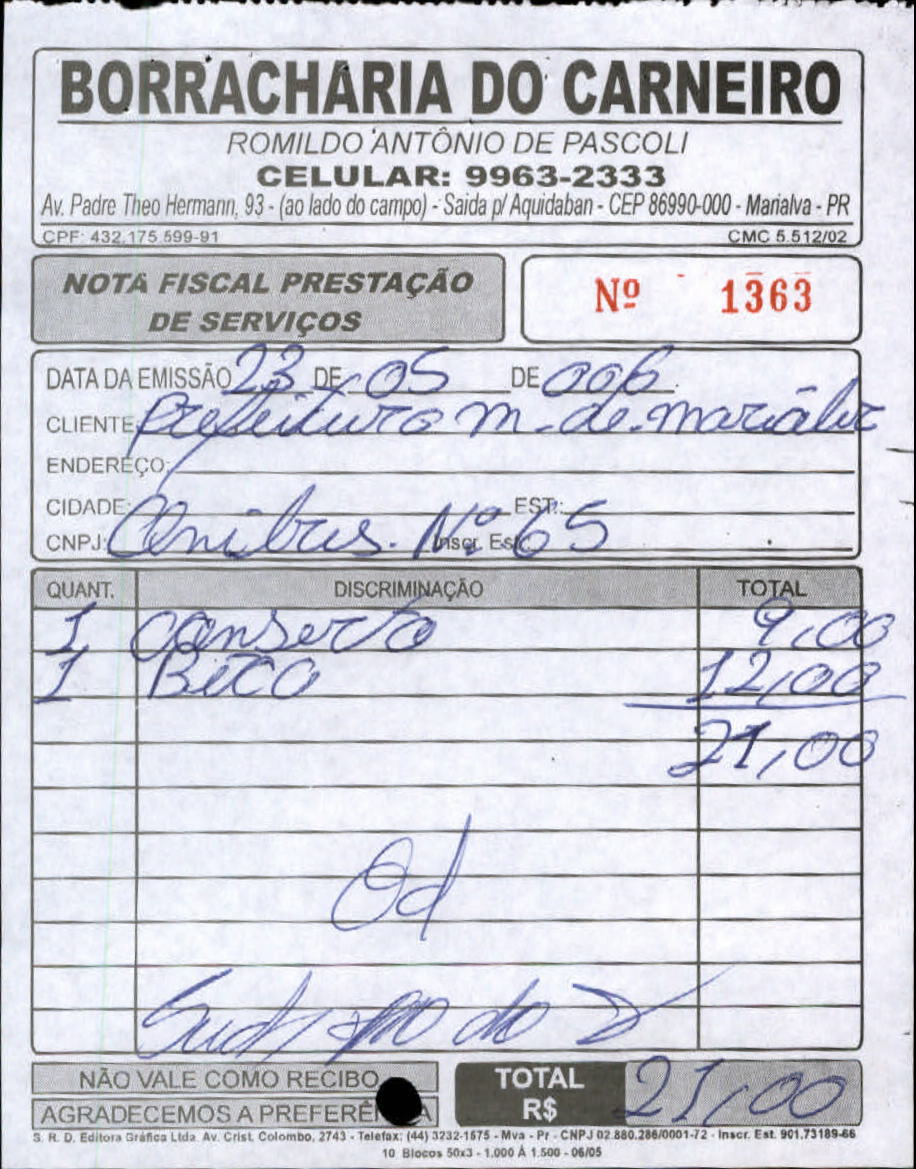 BORRACHARIA DO CARNEIRO
ROMILDO ANTÔNIO DE PASCOLI
CELULAR: 9963-2333
Av. Padre Theo Hermann, 93 - (ao lado do campo) - Saida p/ Aquidaban - CEP 86990-000 - Marialva - PR
CPF: 432.175.599-91 CMC 5.512/02
NOTA FISCAL PRESTAÇÃO
DE SERVIÇOS
Nº 1363
DATA DA EMISSÃO 23 DE 05 DE 006
CLIENTE: Prefeitura m. de. marialva
ENDEREÇO:
CIDADE: EST.:
CNPJ: Onibus. Nº 65 Inscr. Est.
QUANT. DISCRIMINAÇÃO TOTAL
1 Conserto 9,00
1 Bico 12,00
21,00
NÃO VALE COMO RECIBO
AGRADECEMOS A PREFERÊNCIA
TOTAL
R$ 21,00
S. R. D. Editora Gráfica Ltda. Av. Crist. Colombo, 2743 - Telefax: (44) 3232-1575 - Mva - Pr - CNPJ 02.880.286/0001-72 - Inscr. Est. 901.73189-66
10 Blocos 50x3 - 1.000 À 1.500 - 06/05